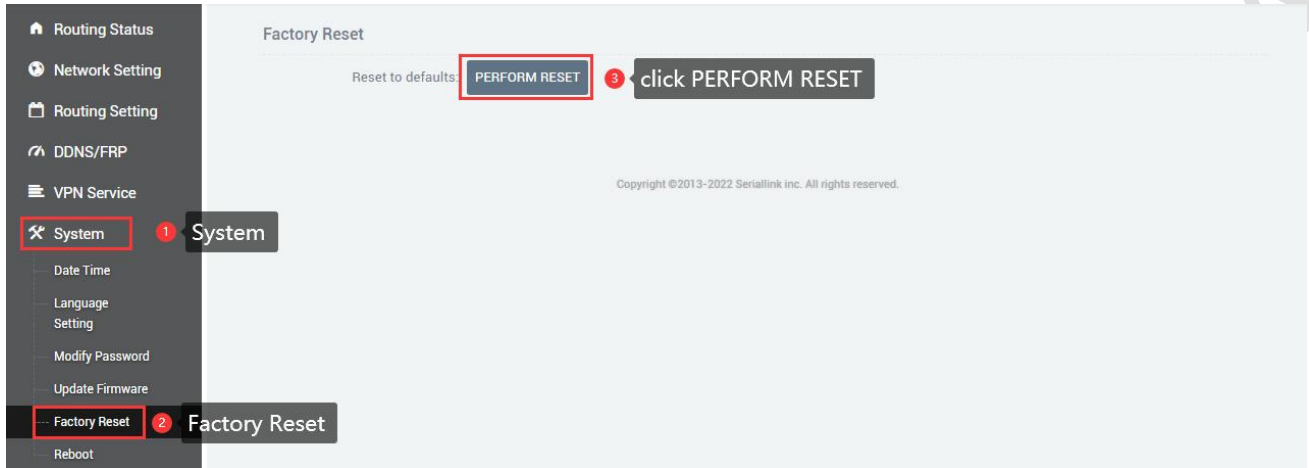 Routing Status
Network Setting
Routing Setting
DDNS/FRP
VPN Service
System
1 System
Date Time
Language
Setting
Modify Password
Update Firmware
Factory Reset
2 Factory Reset
Reboot
Factory Reset
Reset to defaults: PERFORM RESET 3 click PERFORM RESET
Copyright ©2013-2022 Seriallink inc. All rights reserved.